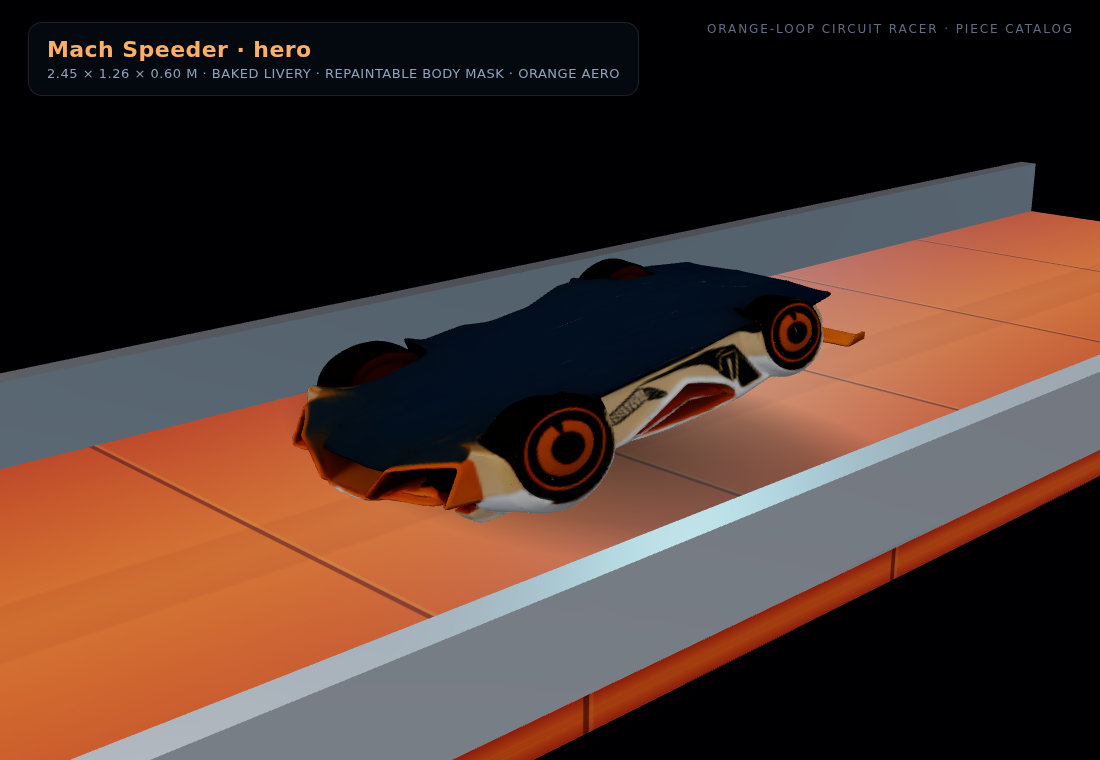 Mach Speeder · hero
2.45 × 1.26 × 0.60 M · BAKED LIVERY · REPAINTABLE BODY MASK · ORANGE AERO
ORANGE-LOOP CIRCUIT RACER · PIECE CATALOG